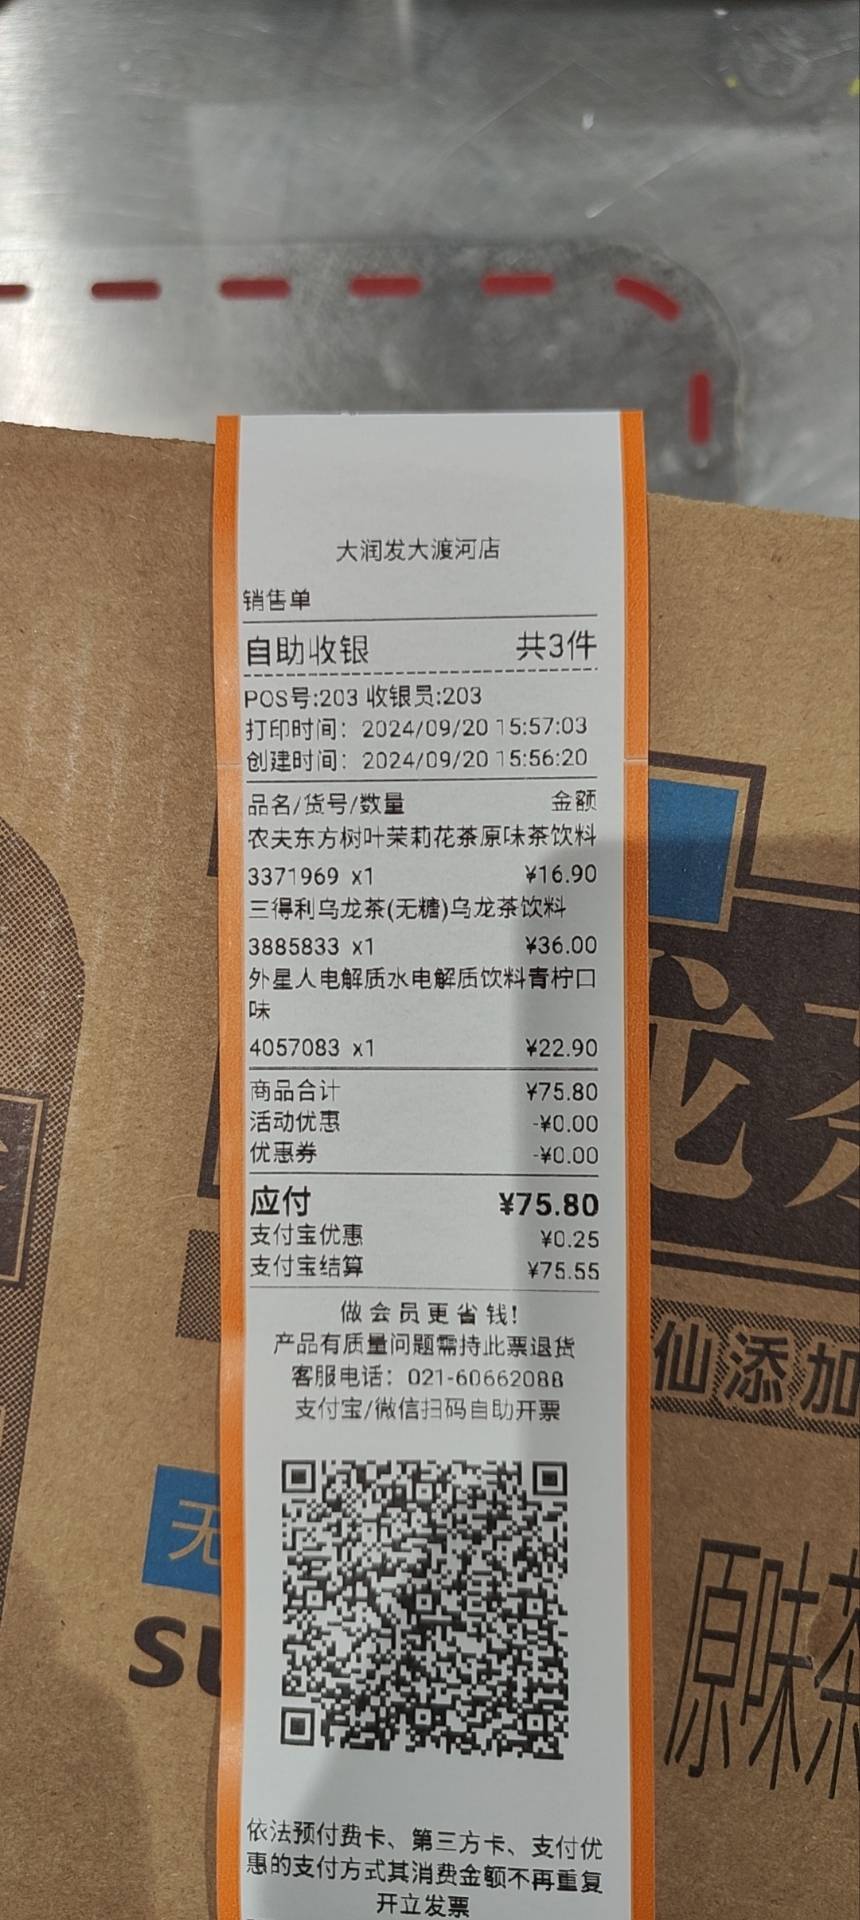 大润发大渡河店
销售单
自助收银 共3件
POS号:203 收银员:203
打印时间: 2024/09/20 15:57:03
创建时间: 2024/09/20 15:56:20
品名/货号/数量 金额
农夫东方树叶茉莉花茶原味茶饮料
3371969 x1 ¥16.90
三得利乌龙茶(无糖)乌龙茶饮料
3885833 x1 ¥36.00
外星人电解质水电解质饮料青柠口
味
4057083 x1 ¥22.90
商品合计 ¥75.80
活动优惠 -¥0.00
优惠券 -¥0.00
应付 ¥75.80
支付宝优惠 ¥0.25
支付宝结算 ¥75.55
做会员更省钱!
产品有质量问题需持此票退货
客服电话: 021-60662088
支付宝/微信扫码自助开票
依法预付费卡、第三方卡、支付优
惠的支付方式其消费金额不再重复
开立发票
龙茶
仙添加
无
su
原味茶